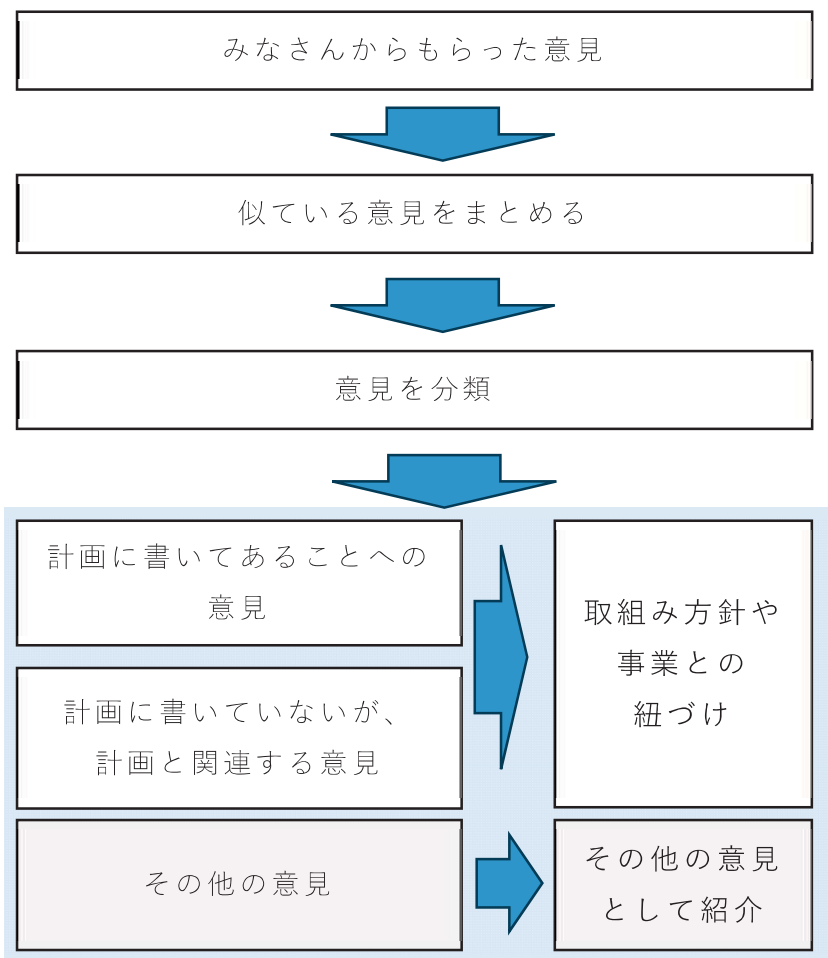 みなさんからもらった意見
似ている意見をまとめる
意見を分類
計画に書いてあることへの
意見
計画に書いていないが、
計画と関連する意見
取組み方針や
事業との
紐づけ
その他の意見
その他の意見
として紹介